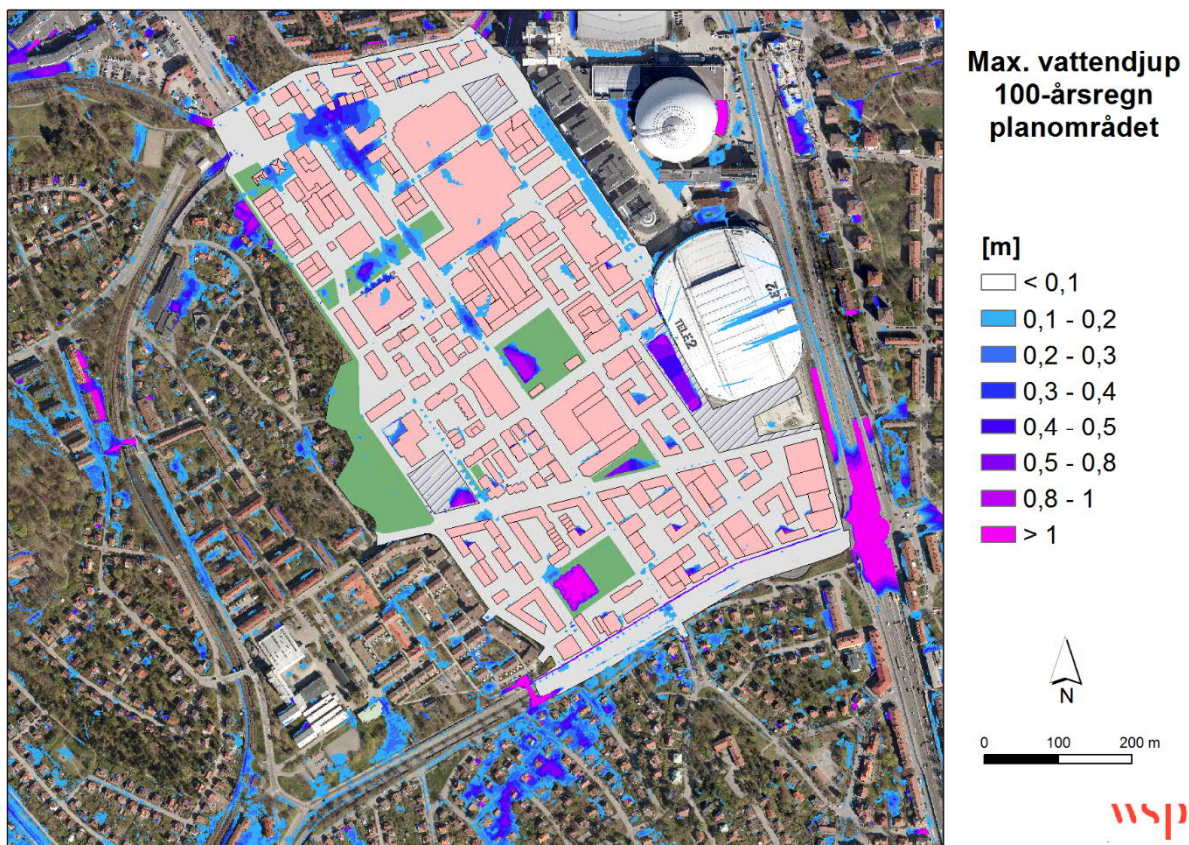 Max. vattendjup
100-årsregn
planområdet
[m]
< 0,1
0,1 - 0,2
0,2 - 0,3
0,3 - 0,4
0,4 - 0,5
0,5 - 0,8
0,8 - 1
> 1
N
0 100 200 m
wsp
TELE2
TELE2